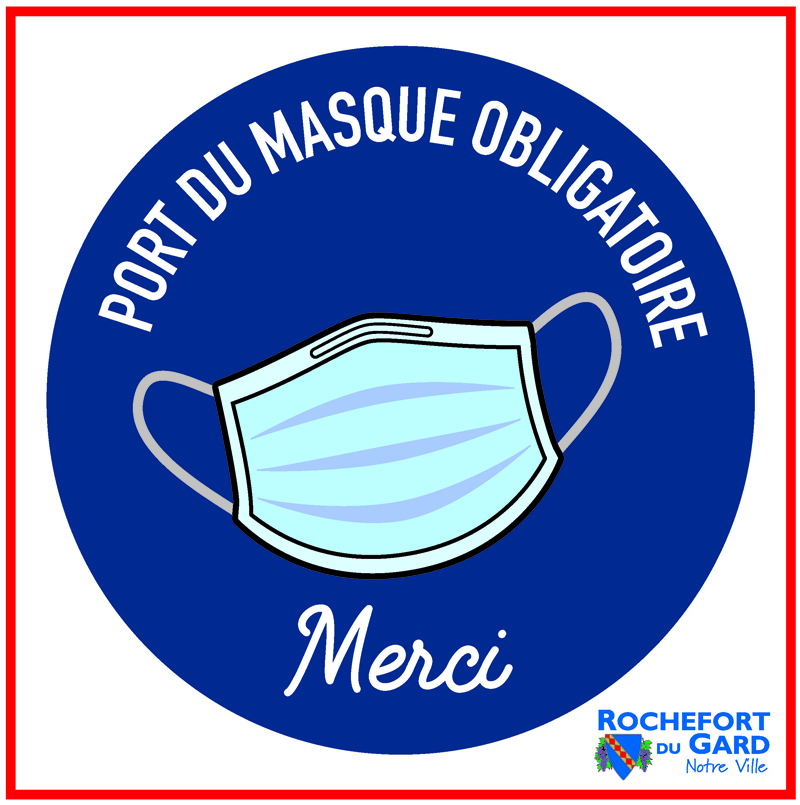 PORT DU MASQUE OBLIGATOIRE
Merci
ROCHEFORT
DU GARD
Notre Ville